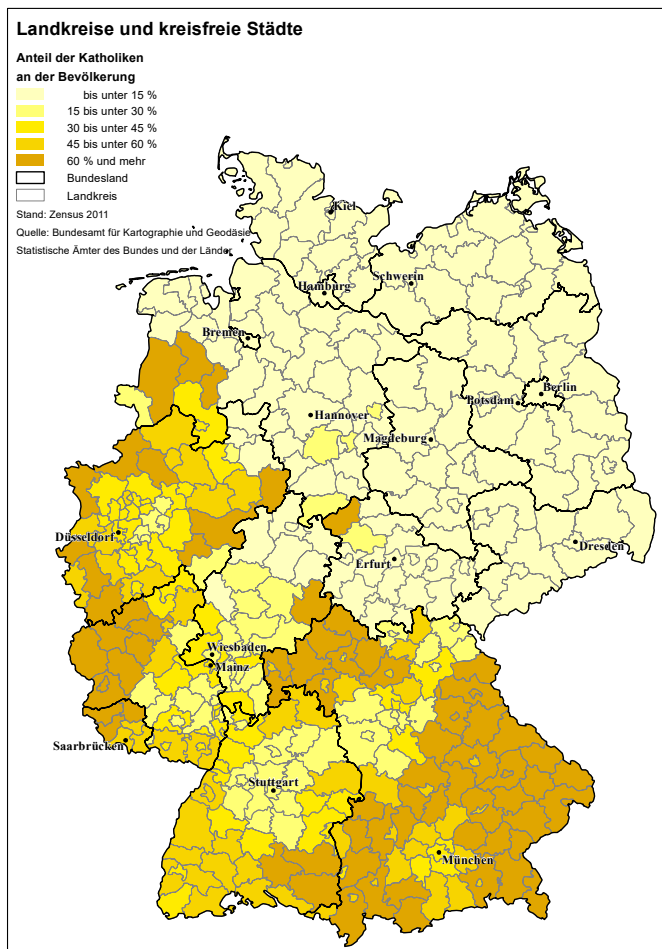 Landkreise und kreisfreie Städte
Anteil der Katholiken
an der Bevölkerung
bis unter 15 %
15 bis unter 30 %
30 bis unter 45 %
45 bis unter 60 %
60 % und mehr
Bundesland
Landkreis
Stand: Zensus 2011
Quelle: Bundesamt für Kartographie und Geodäsie
Statistische Ämter des Bundes und der Länder
Kiel
Schwerin
Hamburg
Bremen
Berlin
Potsdam
Hannover
Magdeburg
Düsseldorf
Dresden
Erfurt
Wiesbaden
Mainz
Saarbrücken
Stuttgart
München